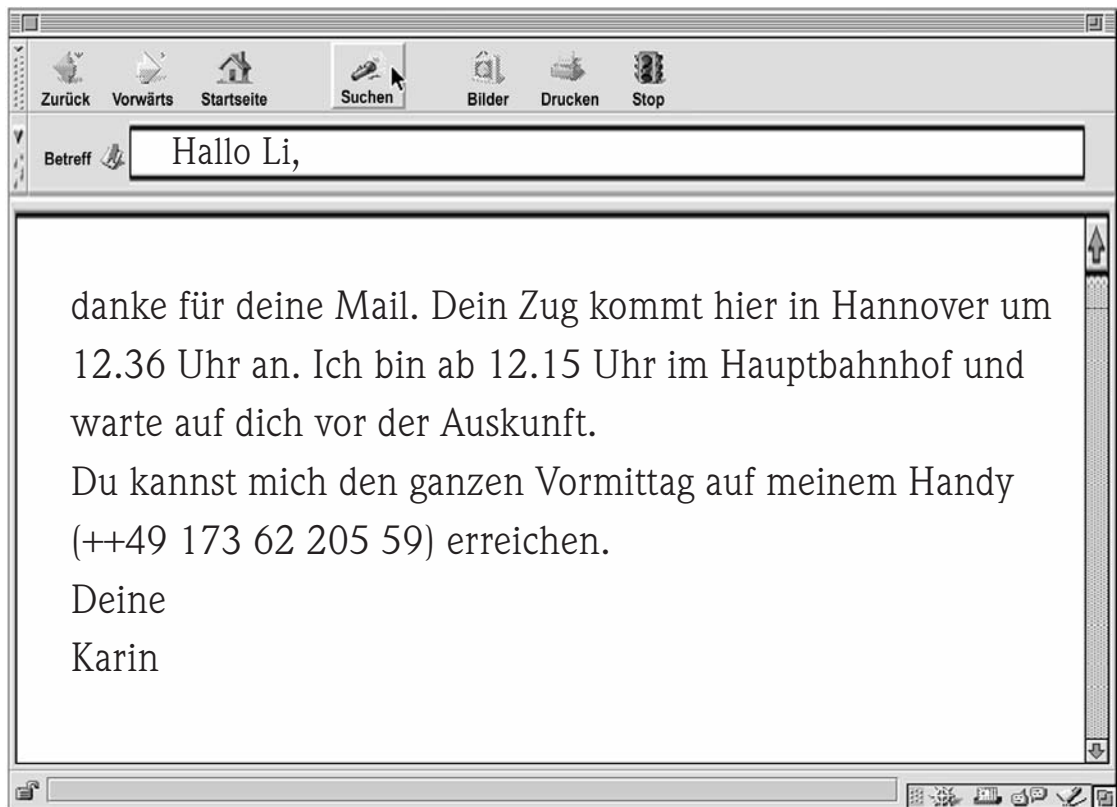 Zurück Vorwärts Startseite Suchen Bilder Drucken Stop
Betreff Hallo Li,
danke für deine Mail. Dein Zug kommt hier in Hannover um
12.36 Uhr an. Ich bin ab 12.15 Uhr im Hauptbahnhof und
warte auf dich vor der Auskunft.
Du kannst mich den ganzen Vormittag auf meinem Handy
(++49 173 62 205 59) erreichen.
Deine
Karin